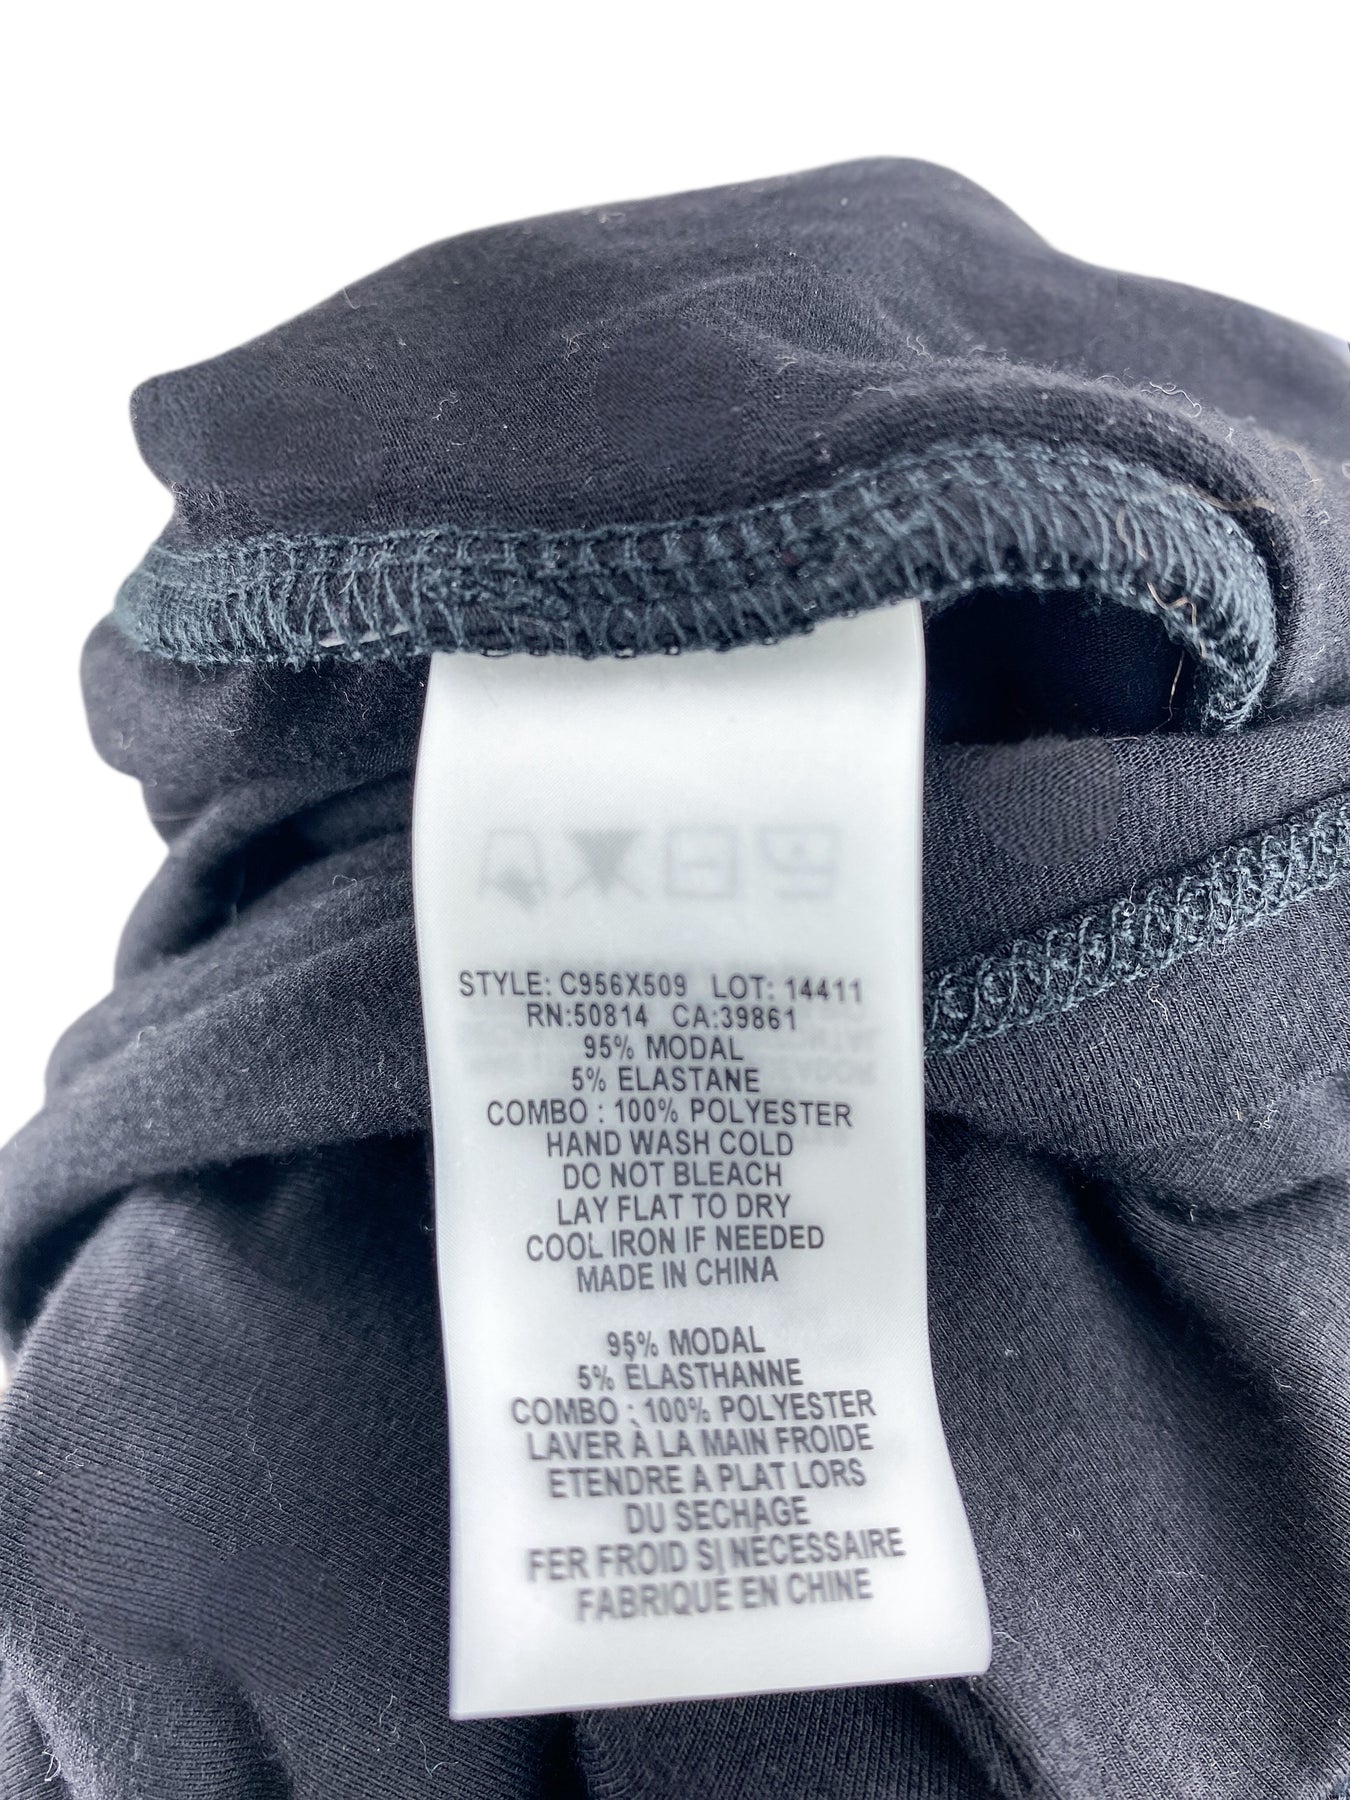 STYLE: C956X509 LOT: 14411
RN:50814 CA:39861
95% MODAL
5% ELASTANE
COMBO : 100% POLYESTER
HAND WASH COLD
DO NOT BLEACH
LAY FLAT TO DRY
COOL IRON IF NEEDED
MADE IN CHINA
95% MODAL
5% ELASTHANNE
COMBO : 100% POLYESTER
LAVER À LA MAIN FROIDE
ETENDRE A PLAT LORS
DU SECHAGE
FER FROID SI NECESSAIRE
FABRIQUE EN CHINE